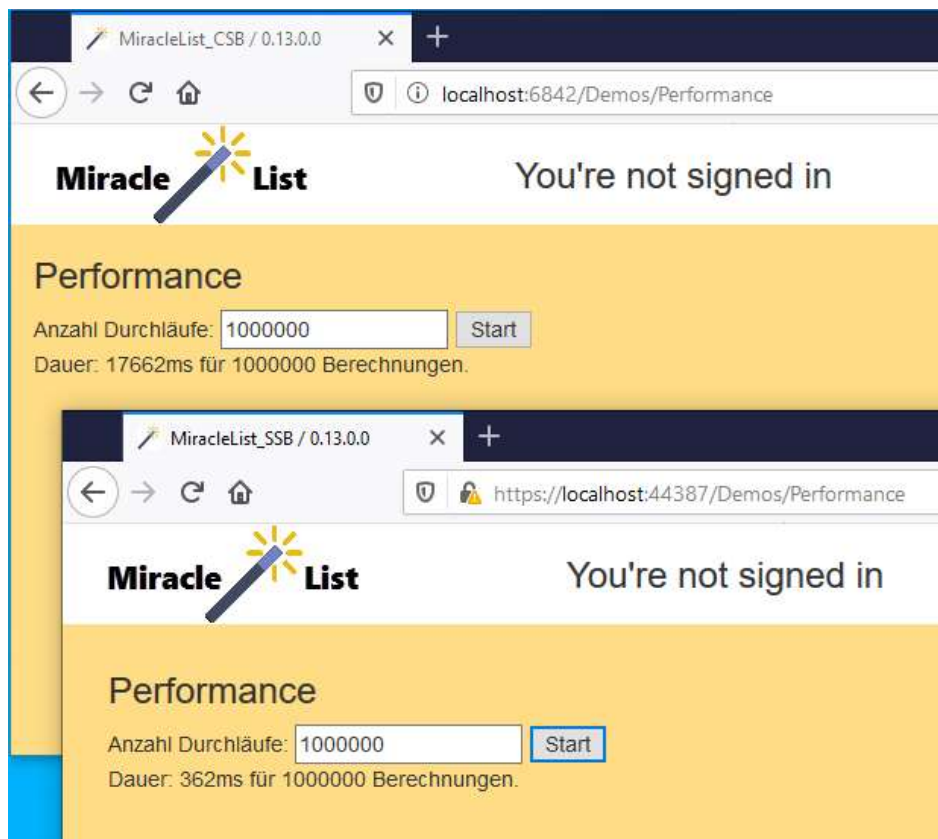 MiracleList_CSB / 0.13.0.0
localhost:6842/Demos/Performance
Miracle List
You're not signed in
Performance
Anzahl Durchläufe: 1000000 Start
Dauer: 17662ms für 1000000 Berechnungen.
MiracleList_SSB / 0.13.0.0
https://localhost:44387/Demos/Performance
Miracle List
You're not signed in
Performance
Anzahl Durchläufe: 1000000 Start
Dauer: 362ms für 1000000 Berechnungen.